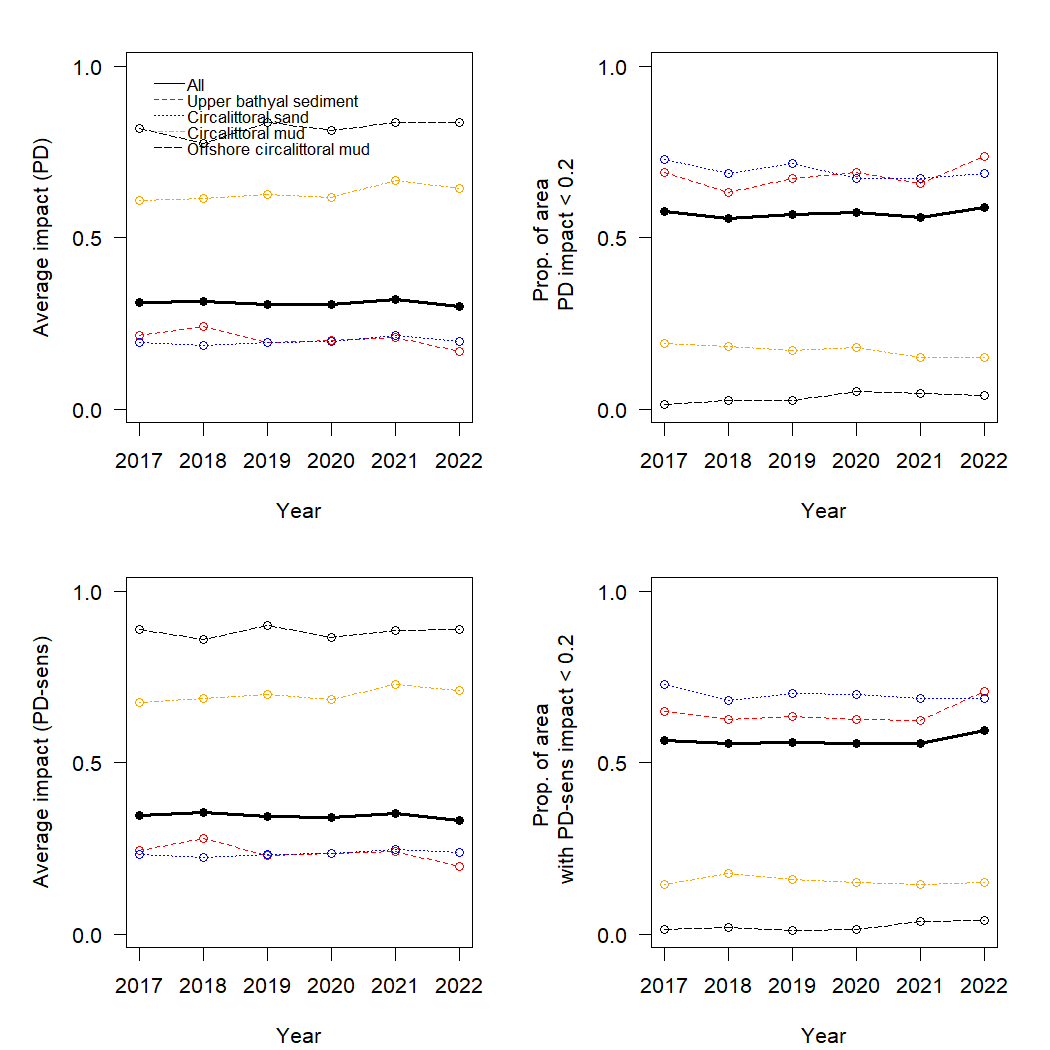 Average impact (PD)
1.0
0.5
0.0
All
Upper bathyal sediment
Circalittoral sand
Circalittoral mud
Offshore circalittoral mud
2017 2018 2019 2020 2021 2022
Year
Prop. of area
PD impact < 0.2
1.0
0.5
0.0
2017 2018 2019 2020 2021 2022
Year
Average impact (PD-sens)
1.0
0.5
0.0
2017 2018 2019 2020 2021 2022
Year
Prop. of area
with PD-sens impact < 0.2
1.0
0.5
0.0
2017 2018 2019 2020 2021 2022
Year